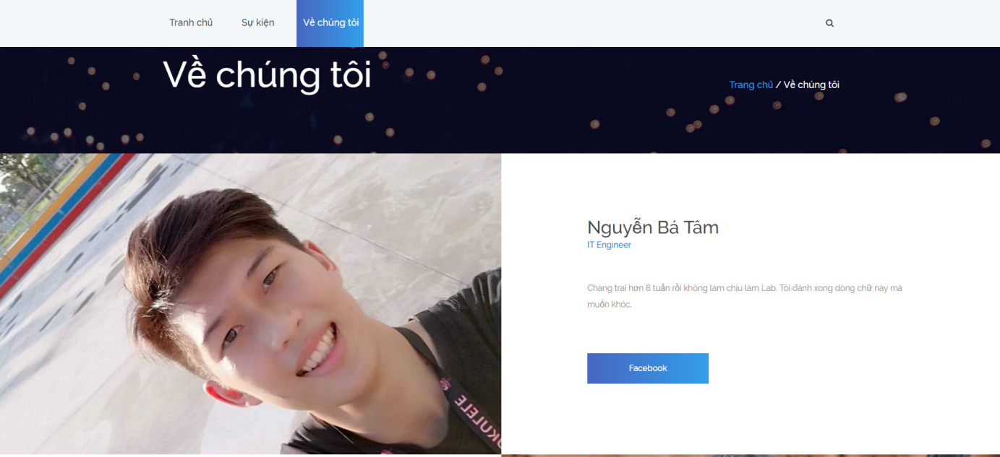 Tranh chủ
Sự kiện
Về chúng tôi
Về chúng tôi
Trang chủ / Về chúng tôi
Nguyễn Bá Tâm
IT Engineer
Chàng trai hơn 8 tuần rồi không làm chịu làm Lab. Tôi đánh xong dòng chữ này mà
muốn khóc.
Facebook